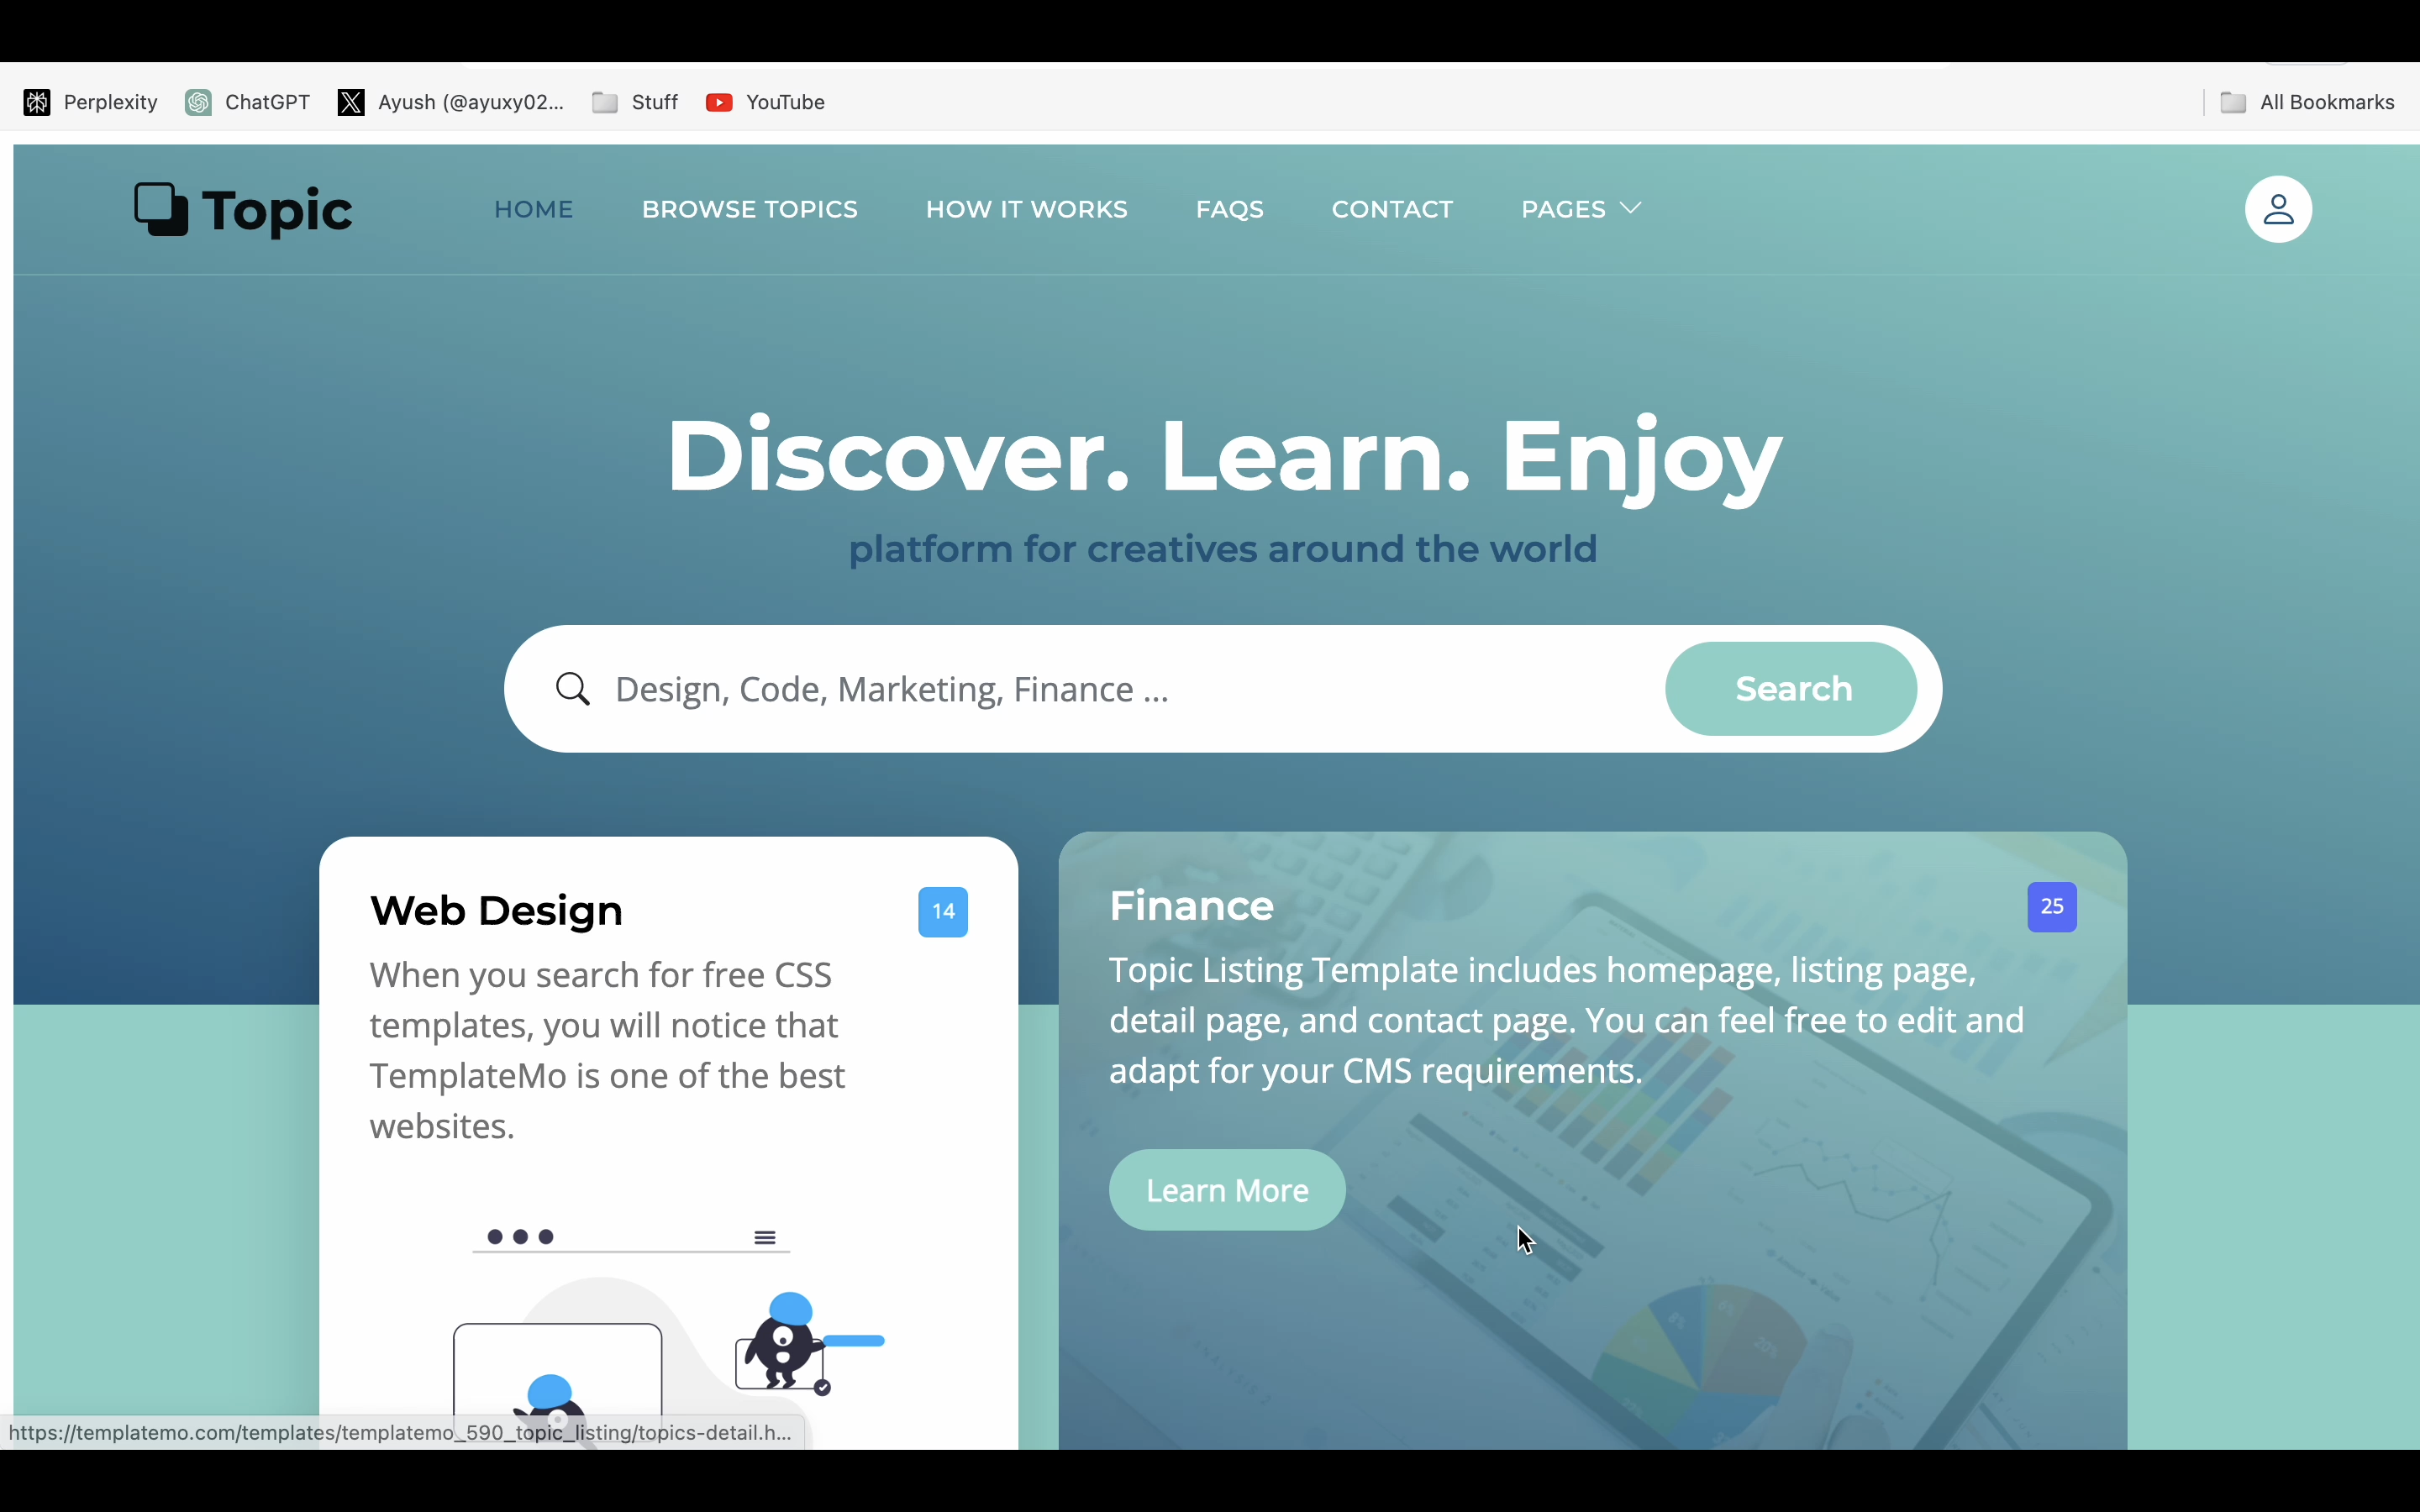 Perplexity ChatGPT Ayush (@ayuxy02... Stuff YouTube All Bookmarks
Topic HOME BROWSE TOPICS HOW IT WORKS FAQS CONTACT PAGES
Discover. Learn. Enjoy
platform for creatives around the world
Design, Code, Marketing, Finance ... Search
Web Design 14
When you search for free CSS
templates, you will notice that
TemplateMo is one of the best
websites.
Finance 25
Topic Listing Template includes homepage, listing page,
detail page, and contact page. You can feel free to edit and
adapt for your CMS requirements.
Learn More
20%
https://templatemo.com/templates/templatemo_590_topic_listing/topics-detail.h...